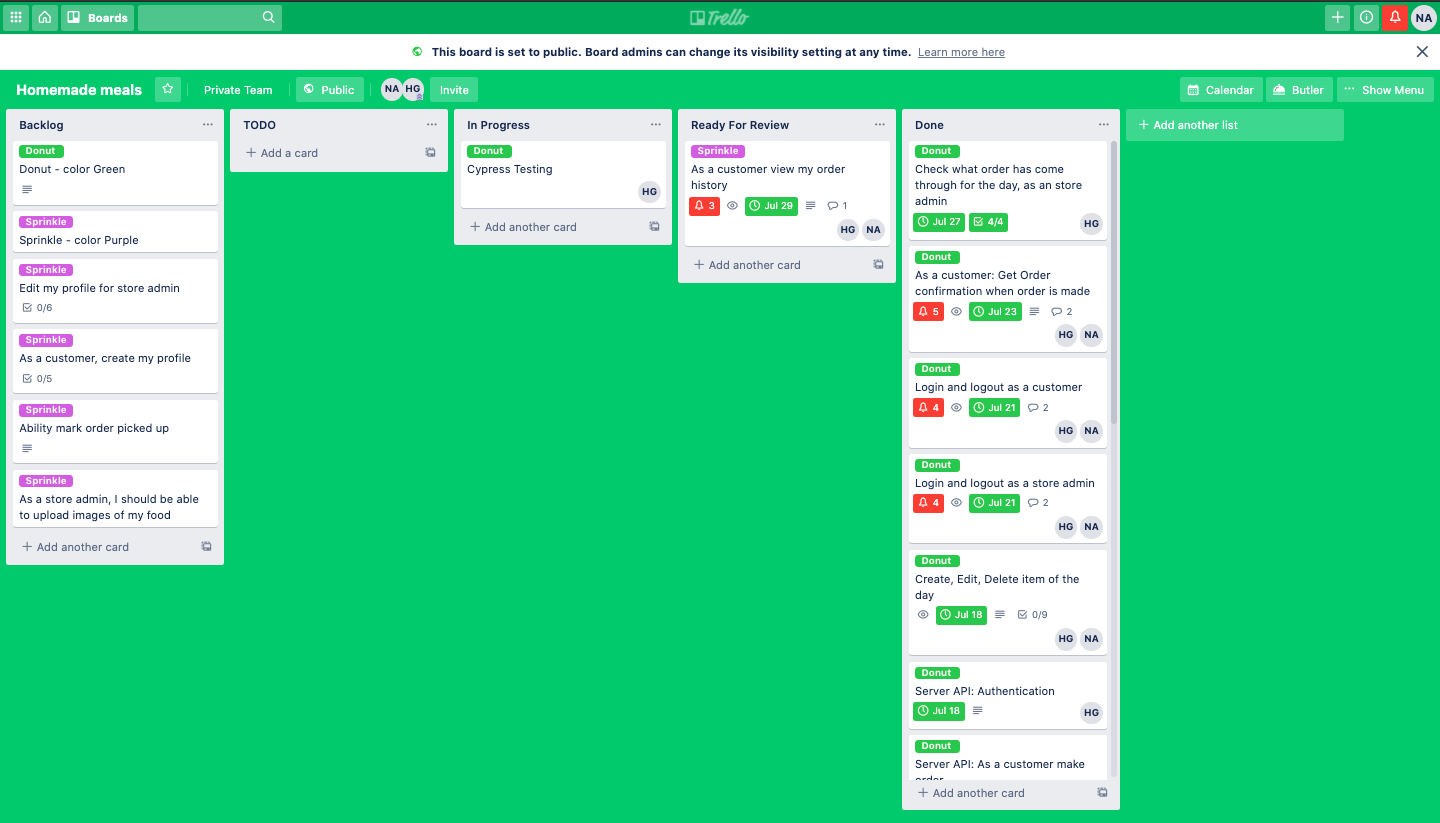 Boards
Trello
NA
This board is set to public. Board admins can change its visibility setting at any time. Learn more here
Homemade meals
Private Team
Public
NA
HG
Invite
Calendar
Butler
Show Menu
Backlog
Donut
Donut - color Green
Sprinkle
Sprinkle - color Purple
Sprinkle
Edit my profile for store admin
0/6
Sprinkle
As a customer, create my profile
0/5
Sprinkle
Ability mark order picked up
Sprinkle
As a store admin, I should be able
to upload images of my food
Add another card
TODO
Add a card
In Progress
Donut
Cypress Testing
HG
Add another card
Ready For Review
Sprinkle
As a customer view my order
history
3 Jul 29 1
HG NA
Add another card
Done
Donut
Check what order has come
through for the day, as an store
admin
Jul 27 4/4
HG
Donut
As a customer: Get Order
confirmation when order is made
5 Jul 23 2
HG NA
Donut
Login and logout as a customer
4 Jul 21 2
HG NA
Donut
Login and logout as a store admin
4 Jul 21 2
HG NA
Donut
Create, Edit, Delete item of the
day
Jul 18 0/9
HG NA
Donut
Server API: Authentication
Jul 18
HG
Donut
Server API: As a customer make
order
Add another card
Add another list